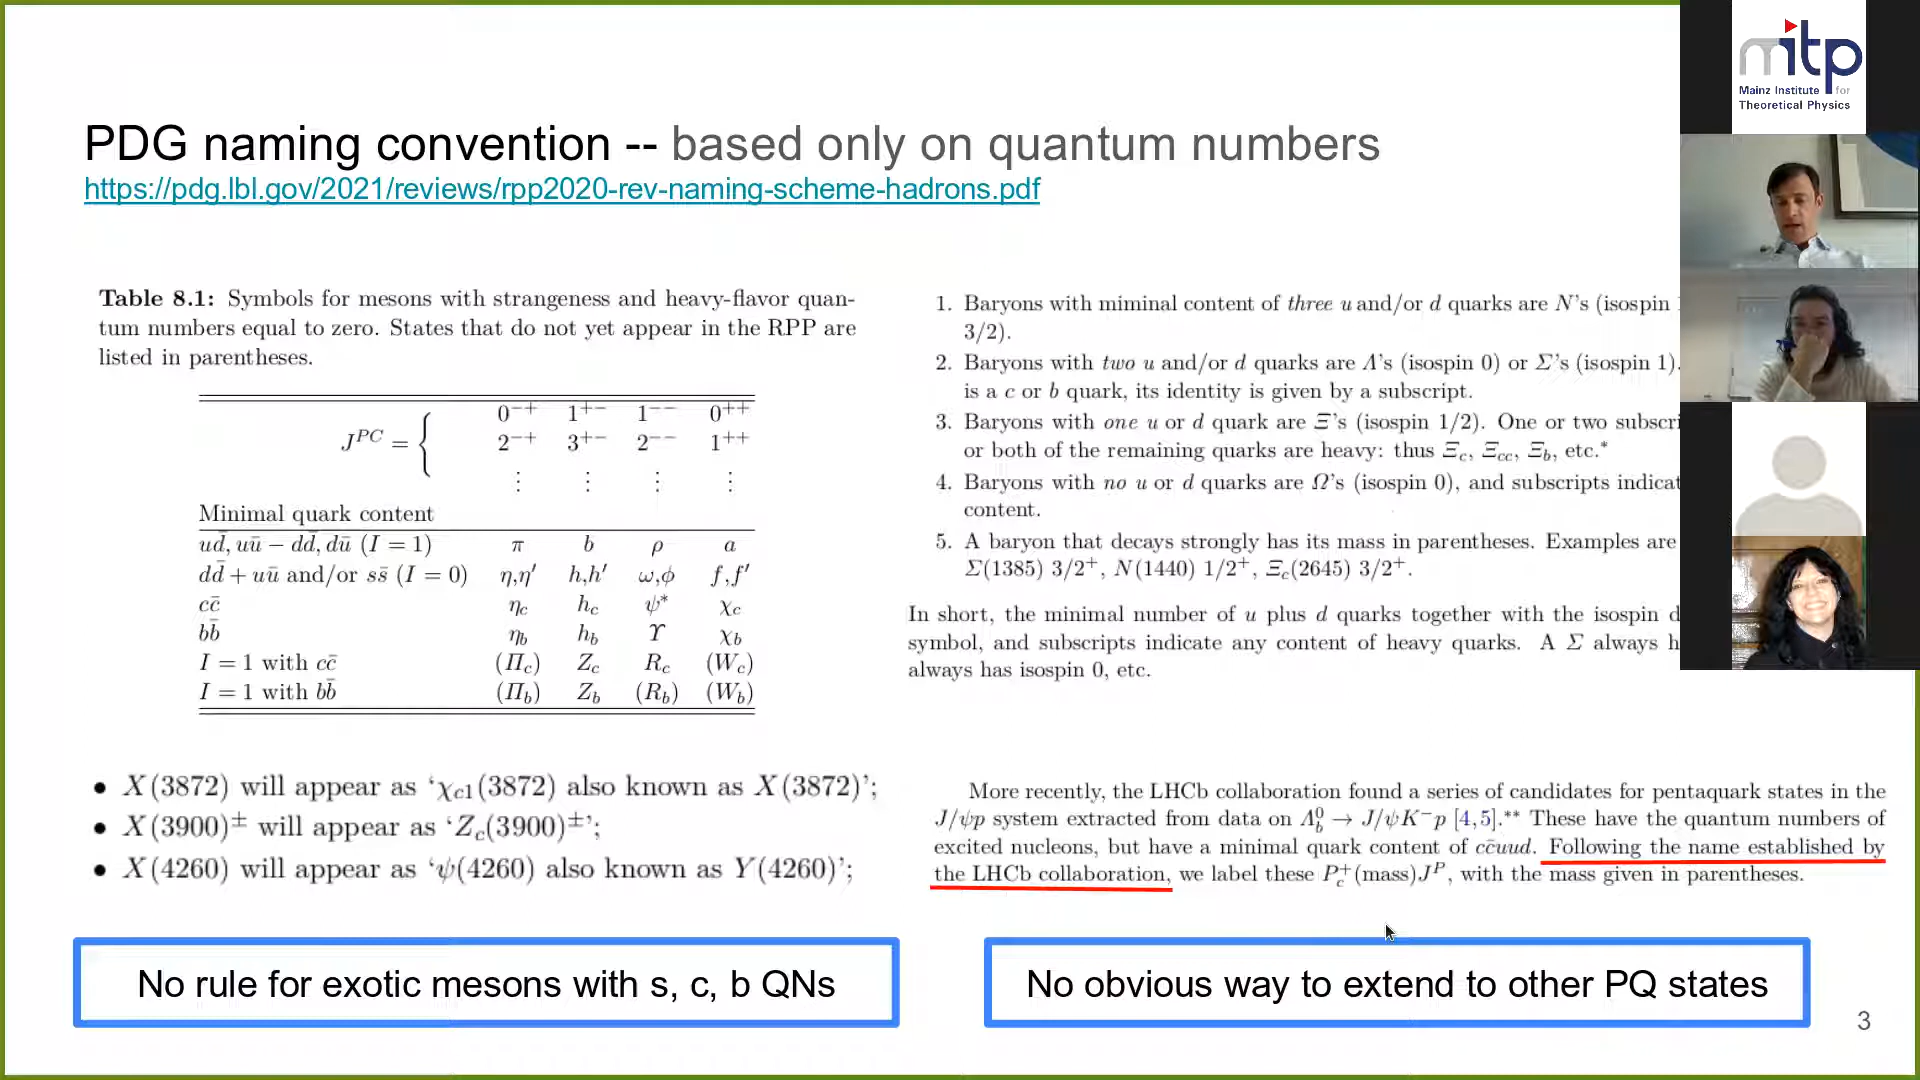 PDG naming convention -- based only on quantum numbers
https://pdg.lbl.gov/2021/reviews/rpp2020-rev-naming-scheme-hadrons.pdf
Table 8.1: Symbols for mesons with strangeness and heavy-flavor quan-
tum numbers equal to zero. States that do not yet appear in the RPP are
listed in parentheses.
J^{PC} = { 0^{-+} 1^{+-} 1^{--} 0^{++}
2^{-+} 3^{+-} 2^{--} 1^{++}
⋮ ⋮ ⋮ ⋮
Minimal quark content
ud̄, uū − dd̄, dū (I = 1) π b ρ a
dd̄ + uū and/or ss̄ (I = 0) η,η′ h,h′ ω,ϕ f,f′
cc̄ η_c h_c ψ* χ_c
bb̄ η_b h_b ϒ χ_b
I = 1 with cc̄ (Π_c) Z_c R_c (W_c)
I = 1 with bb̄ (Π_b) Z_b (R_b) (W_b)
• X(3872) will appear as ‘χ_{c1}(3872) also known as X(3872)’;
• X(3900)^± will appear as ‘Z_c(3900)^±’;
• X(4260) will appear as ‘ψ(4260) also known as Y(4260)’;
No rule for exotic mesons with s, c, b QNs
1. Baryons with miminal content of three u and/or d quarks are N's (isospin
3/2).
2. Baryons with two u and/or d quarks are Λ's (isospin 0) or Σ's (isospin 1).
is a c or b quark, its identity is given by a subscript.
3. Baryons with one u or d quark are Ξ's (isospin 1/2). One or two subscri
or both of the remaining quarks are heavy: thus Ξ_c, Ξ_{cc}, Ξ_b, etc.*
4. Baryons with no u or d quarks are Ω's (isospin 0), and subscripts indicat
content.
5. A baryon that decays strongly has its mass in parentheses. Examples are
Σ(1385) 3/2^+, N(1440) 1/2^+, Ξ_c(2645) 3/2^+.
In short, the minimal number of u plus d quarks together with the isospin d
symbol, and subscripts indicate any content of heavy quarks. A Σ always h
always has isospin 0, etc.
More recently, the LHCb collaboration found a series of candidates for pentaquark states in the
J/ψp system extracted from data on Λ_b^0 → J/ψK^−p [4,5].** These have the quantum numbers of
excited nucleons, but have a minimal quark content of cc̄uud. Following the name established by
the LHCb collaboration, we label these P_c^+(mass)J^P, with the mass given in parentheses.
No obvious way to extend to other PQ states
3
mitp
Mainz Institute for
Theoretical Physics